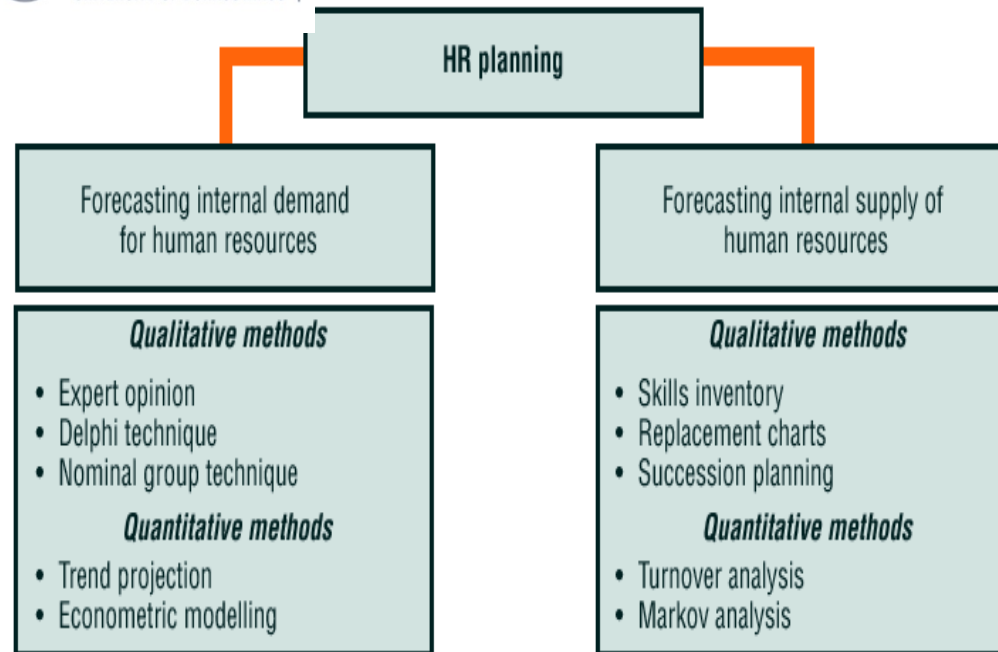 HR planning
Forecasting internal demand
for human resources
Qualitative methods
• Expert opinion
• Delphi technique
• Nominal group technique
Quantitative methods
• Trend projection
• Econometric modelling
Forecasting internal supply of
human resources
Qualitative methods
• Skills inventory
• Replacement charts
• Succession planning
Quantitative methods
• Turnover analysis
• Markov analysis